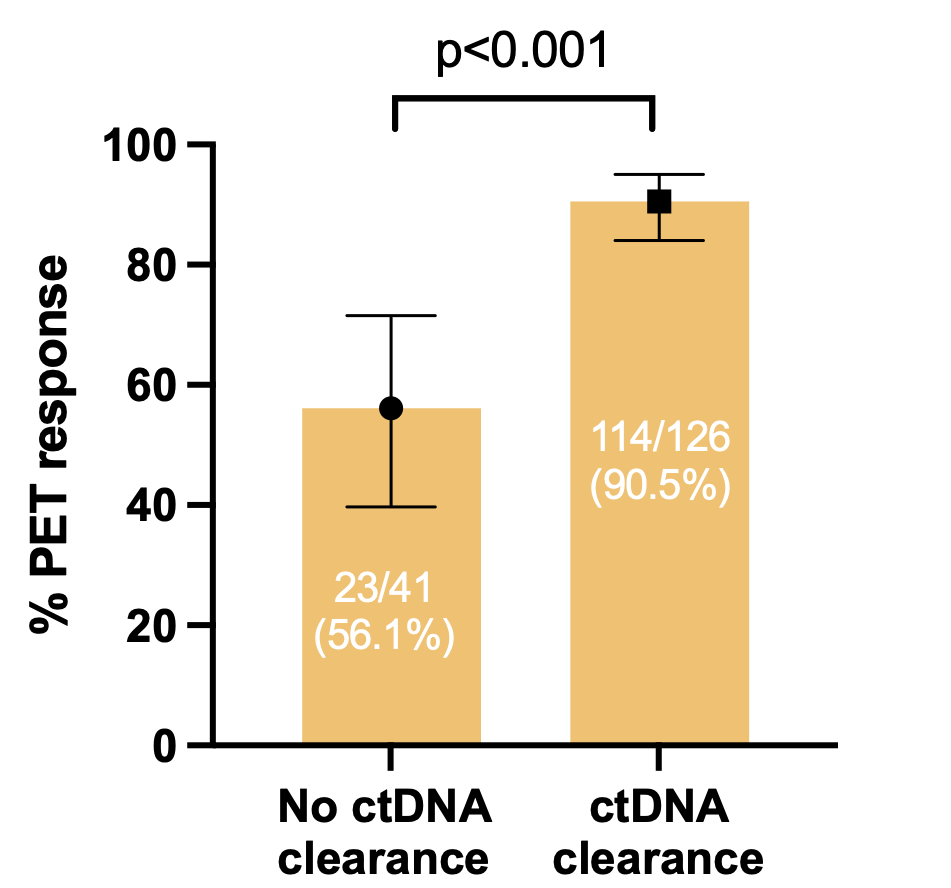 p<0.001
100
80
60
40
20
0
% PET response
23/41
(56.1%)
114/126
(90.5%)
No ctDNA
clearance
ctDNA
clearance